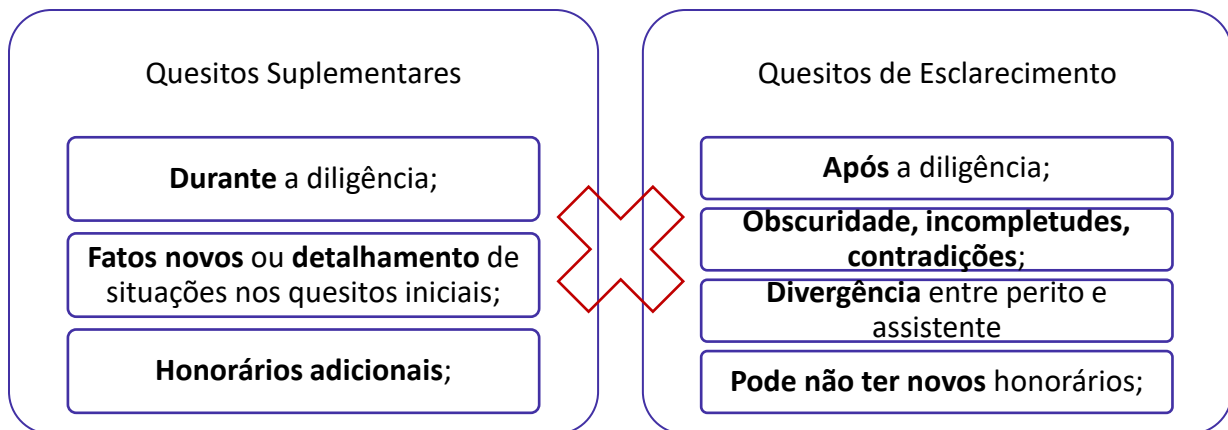 Quesitos Suplementares
Durante a diligência;
Fatos novos ou detalhamento de
situações nos quesitos iniciais;
Honorários adicionais;
Quesitos de Esclarecimento
Após a diligência;
Obscuridade, incompletudes,
contradições;
Divergência entre perito e
assistente
Pode não ter novos honorários;